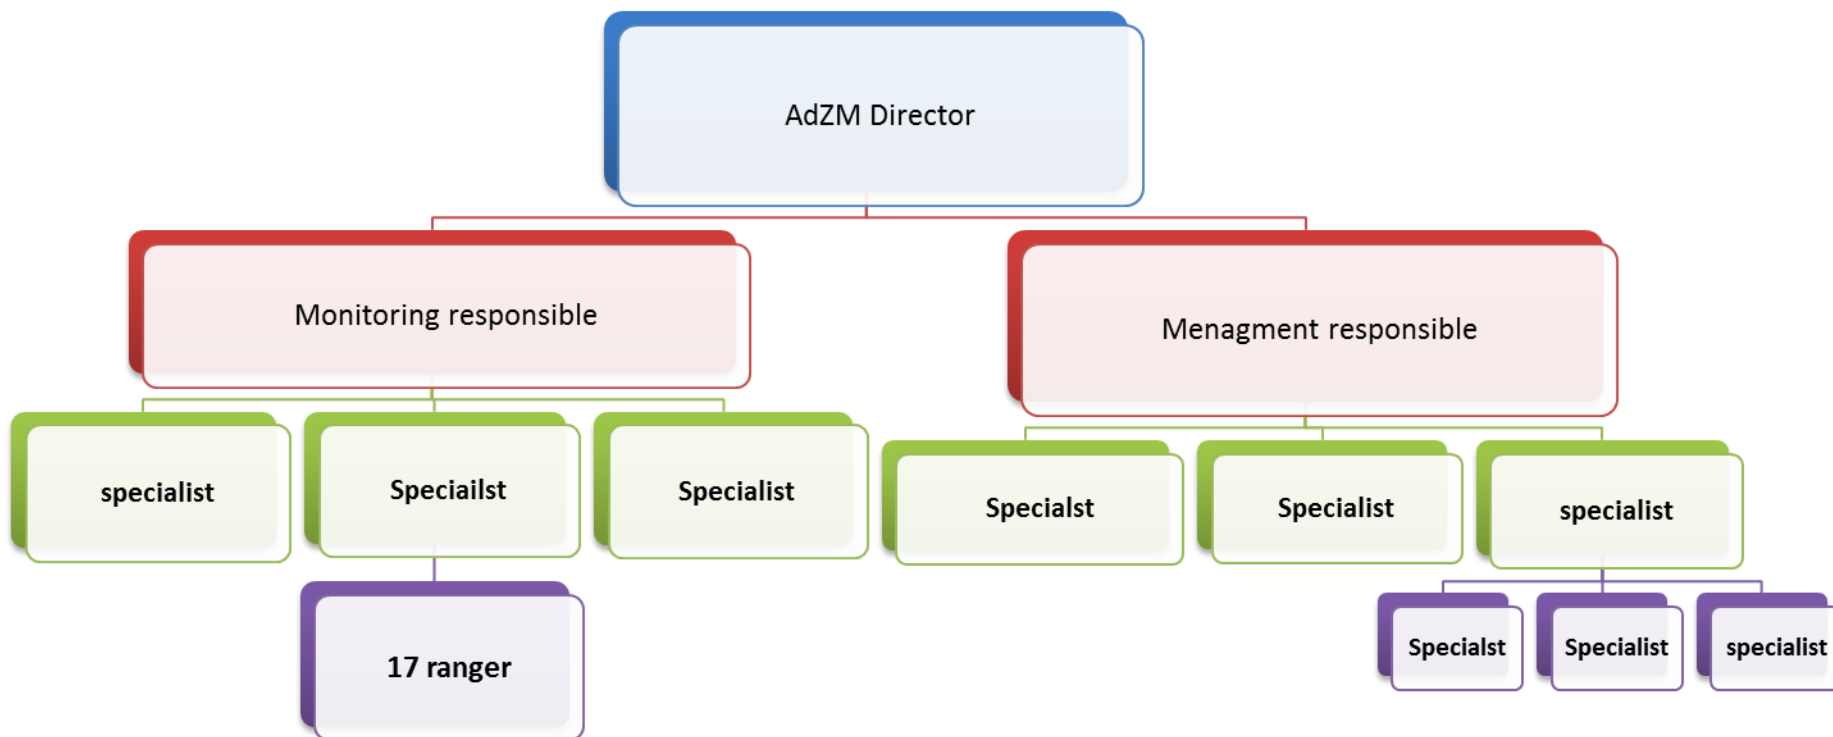 AdZM Director
Monitoring responsible
Menagment responsible
specialist
Speciailst
Specialist
Specialst
Specialist
specialist
17 ranger
Specialst
Specialist
specialist